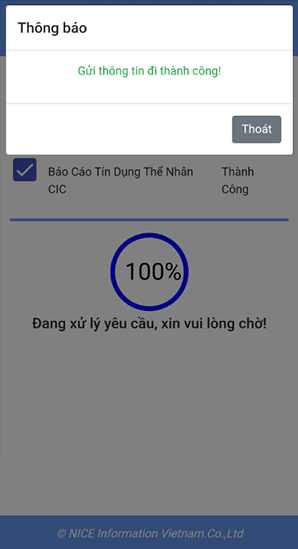 Thông báo
Gửi thông tin đi thành công!
Thoát
Báo Cáo Tín Dụng Thể Nhân Thành
CIC Công
100%
Đang xử lý yêu cầu, xin vui lòng chờ!
© NICE Information Vietnam.Co.,Ltd